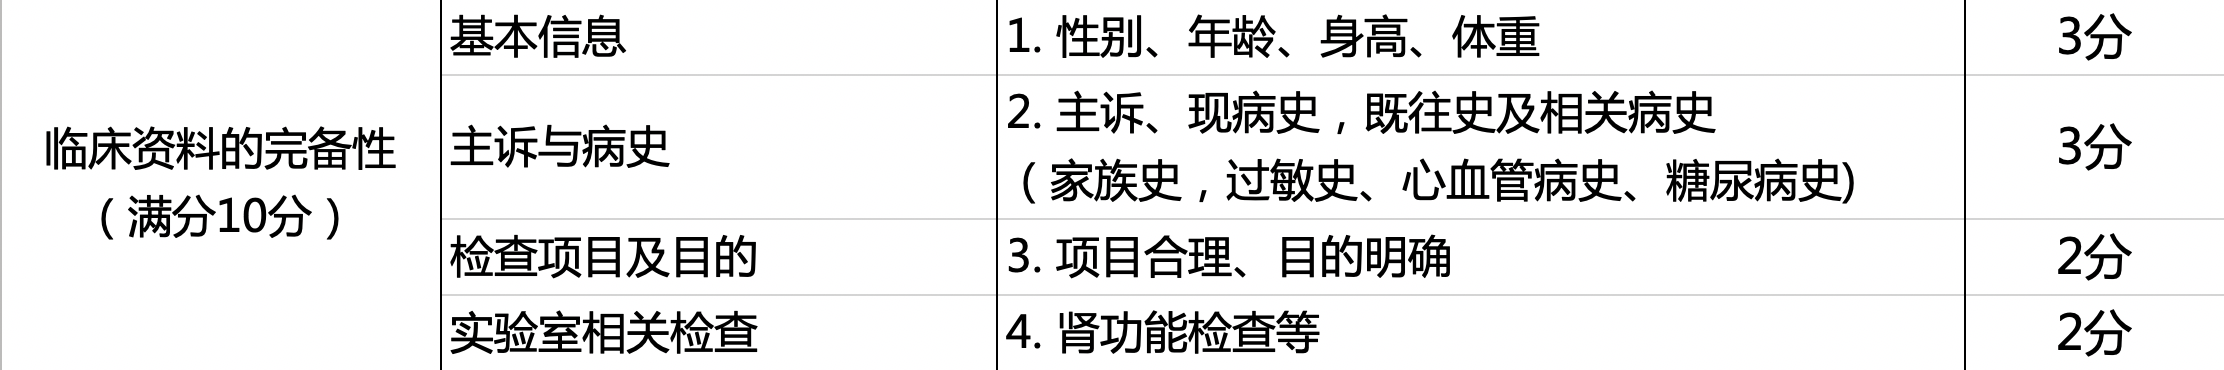 临床资料的完备性
（满分10分）
基本信息
1. 性别、年龄、身高、体重
3分
主诉与病史
2. 主诉、现病史，既往史及相关病史
（家族史，过敏史、心血管病史、糖尿病史)
3分
检查项目及目的
3. 项目合理、目的明确
2分
实验室相关检查
4. 肾功能检查等
2分